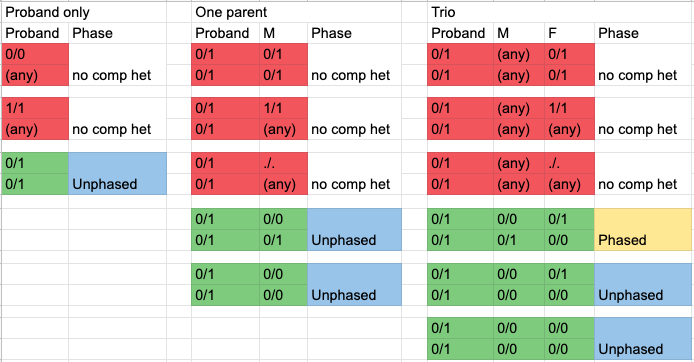 Proband only One parent Trio
Proband Phase Proband M Phase Proband M F Phase
0/0 0/1 0/1 0/1 (any) 0/1
(any) no comp het 0/1 0/1 no comp het 0/1 (any) 0/1 no comp het
1/1 0/1 1/1 0/1 (any) 1/1
(any) no comp het 0/1 (any) no comp het 0/1 (any) (any) no comp het
0/1 0/1 ./. 0/1 (any) ./.
0/1 Unphased 0/1 (any) no comp het 0/1 (any) (any) no comp het
0/1 0/0 0/1 0/0 0/1
0/1 0/1 Unphased 0/1 0/1 0/0 Phased
0/1 0/0 0/1 0/0 0/1
0/1 0/0 Unphased 0/1 0/0 0/0 Unphased
0/1 0/0 0/0
0/1 0/0 0/0 Unphased